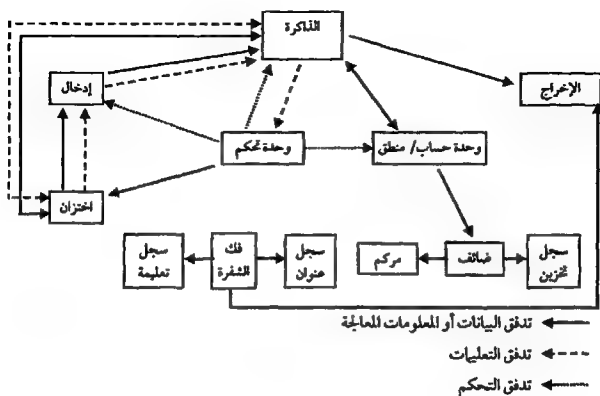 الذاكرة
إدخال
الإخراج
وحدة تحكم
وحدة حساب/ منطق
اختزان
سجل
تعليمة
فك
الشفرة
سجل
عنوان
مركم
ضائف
سجل
تخزين
تدفق البيانات أو المعلومات المعالجة
تدفق التعليمات
تدفق التحكم